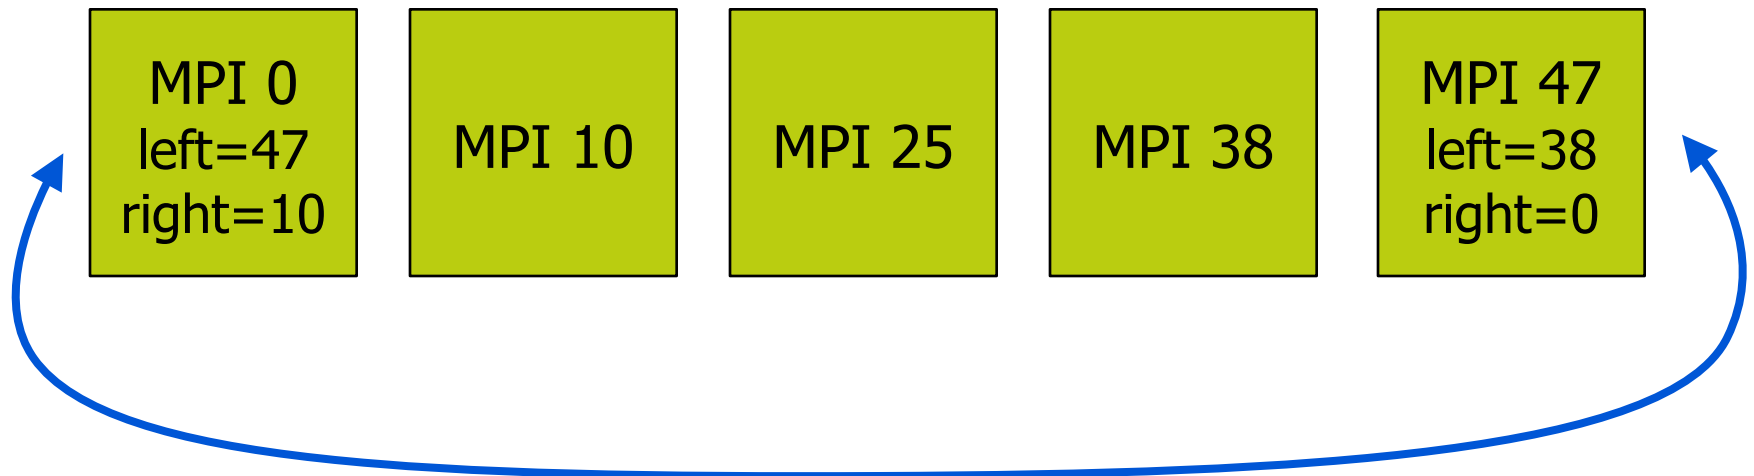 MPI 0
left=47
right=10
MPI 10
MPI 25
MPI 38
MPI 47
left=38
right=0